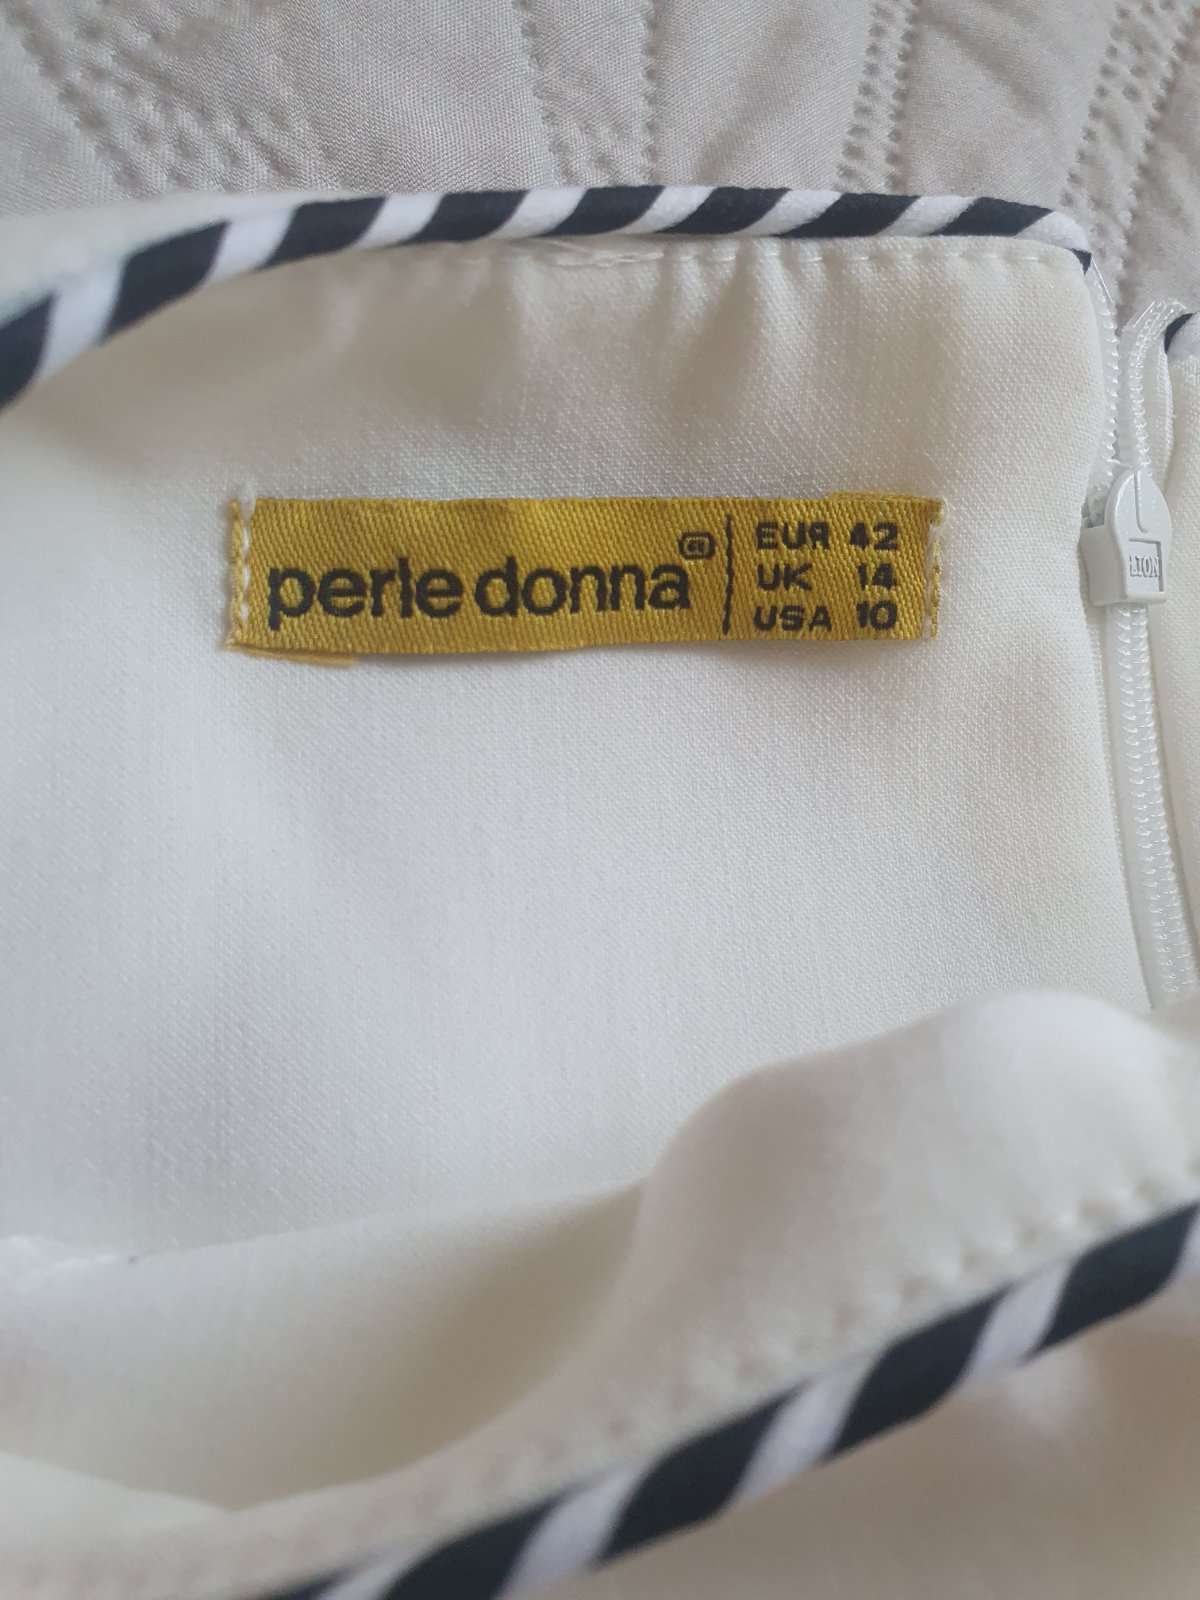 perle donna®
EUR 42
UK 14
USA 10